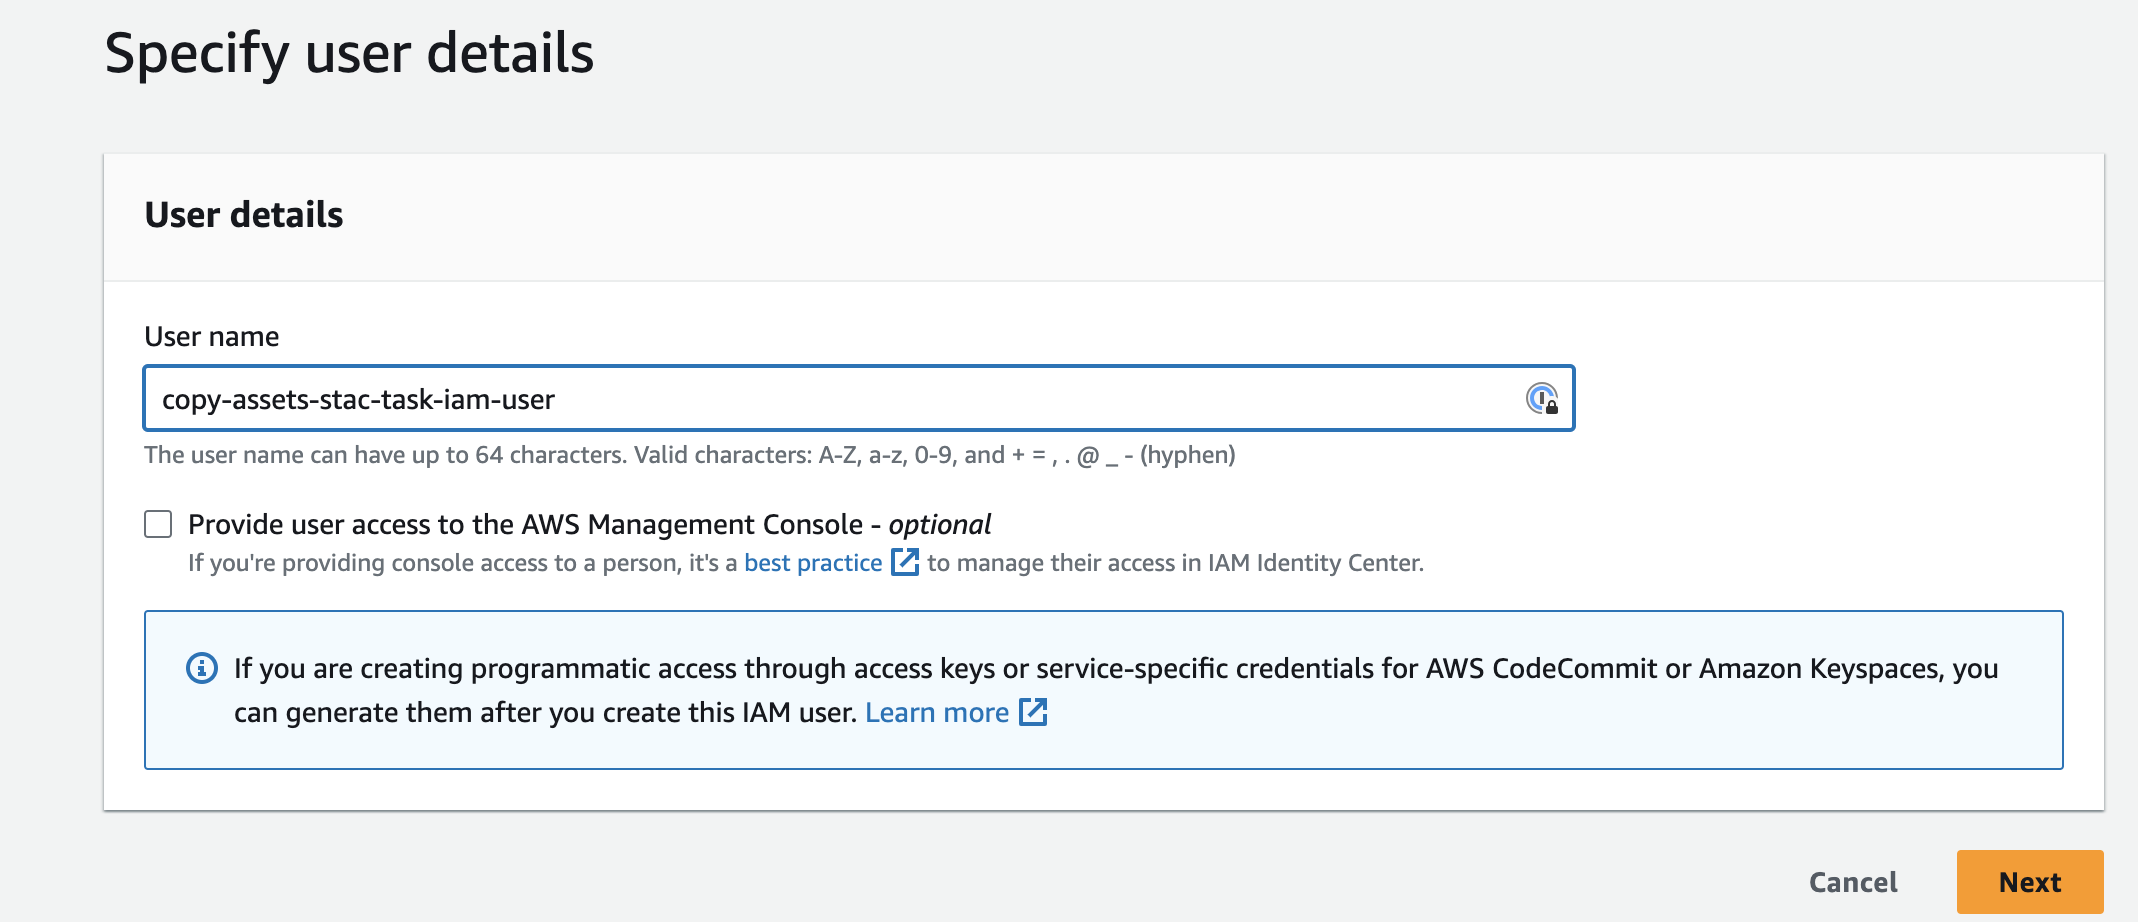 Specify user details
User details
User name
copy-assets-stac-task-iam-user
The user name can have up to 64 characters. Valid characters: A-Z, a-z, 0-9, and + = , . @ _ - (hyphen)
Provide user access to the AWS Management Console - optional
If you're providing console access to a person, it's a best practice to manage their access in IAM Identity Center.
If you are creating programmatic access through access keys or service-specific credentials for AWS CodeCommit or Amazon Keyspaces, you
can generate them after you create this IAM user. Learn more
Cancel
Next